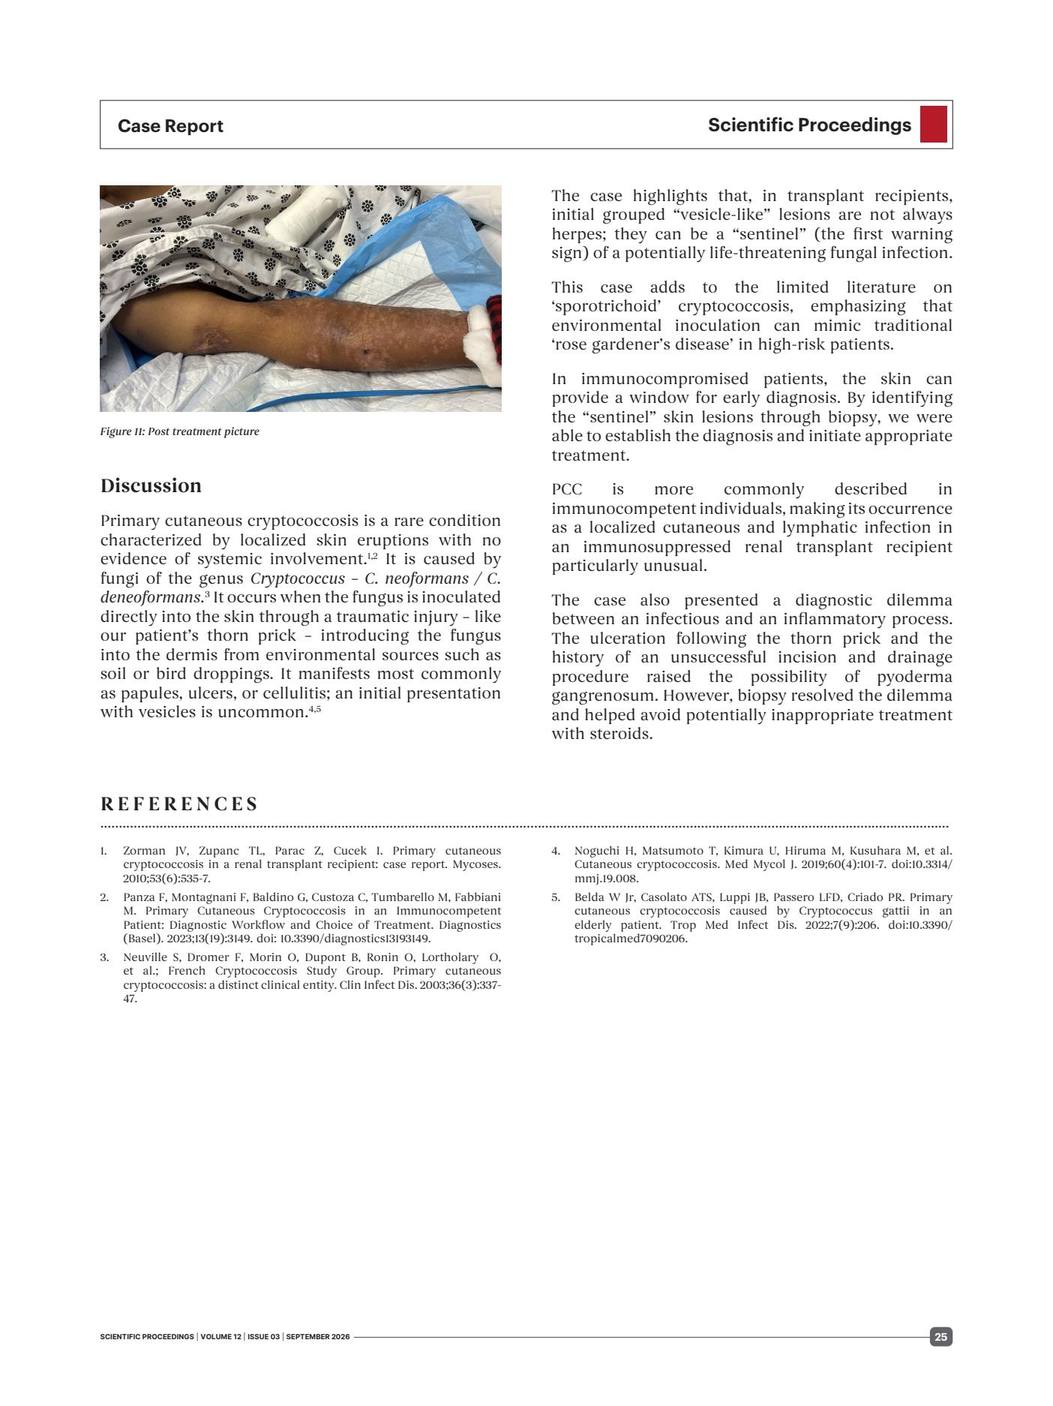 Case Report
Scientific Proceedings
Figure II: Post treatment picture
Discussion
Primary cutaneous cryptococcosis is a rare condition
characterized by localized skin eruptions with no
evidence of systemic involvement.1,2 It is caused by
fungi of the genus Cryptococcus – C. neoformans / C.
deneoformans.3 It occurs when the fungus is inoculated
directly into the skin through a traumatic injury – like
our patient's thorn prick – introducing the fungus
into the dermis from environmental sources such as
soil or bird droppings. It manifests most commonly
as papules, ulcers, or cellulitis; an initial presentation
with vesicles is uncommon.4,5
The case highlights that, in transplant recipients,
initial grouped “vesicle-like” lesions are not always
herpes; they can be a “sentinel” (the first warning
sign) of a potentially life-threatening fungal infection.
This case adds to the limited literature on
‘sporotrichoid’ cryptococcosis, emphasizing that
environmental inoculation can mimic traditional
‘rose gardener’s disease’ in high-risk patients.
In immunocompromised patients, the skin can
provide a window for early diagnosis. By identifying
the “sentinel” skin lesions through biopsy, we were
able to establish the diagnosis and initiate appropriate
treatment.
PCC is more commonly described in
immunocompetent individuals, making its occurrence
as a localized cutaneous and lymphatic infection in
an immunosuppressed renal transplant recipient
particularly unusual.
The case also presented a diagnostic dilemma
between an infectious and an inflammatory process.
The ulceration following the thorn prick and the
history of an unsuccessful incision and drainage
procedure raised the possibility of pyoderma
gangrenosum. However, biopsy resolved the dilemma
and helped avoid potentially inappropriate treatment
with steroids.
REFERENCES
1. Zorman JV, Zupanc TL, Parac Z, Cucek I. Primary cutaneous
cryptococcosis in a renal transplant recipient: case report. Mycoses.
2010;53(6):535-7.
2. Panza F, Montagnani F, Baldino G, Custoza C, Tumbarello M, Fabbiani
M. Primary Cutaneous Cryptococcosis in an Immunocompetent
Patient: Diagnostic Workflow and Choice of Treatment. Diagnostics
(Basel). 2023;13(19):3149. doi: 10.3390/diagnostics13193149.
3. Neuville S, Dromer F, Morin O, Dupont B, Ronin O, Lortholary O,
et al.; French Cryptococcosis Study Group. Primary cutaneous
cryptococcosis: a distinct clinical entity. Clin Infect Dis. 2003;36(3):337-
47.
4. Noguchi H, Matsumoto T, Kimura U, Hiruma M, Kusuhara M, et al.
Cutaneous cryptococcosis. Med Mycol J. 2019;60(4):101-7. doi:10.3314/
mmj.19.008.
5. Belda W Jr, Casolato ATS, Luppi JB, Passero LFD, Criado PR. Primary
cutaneous cryptococcosis caused by Cryptococcus gattii in an
elderly patient. Trop Med Infect Dis. 2022;7(9):206. doi:10.3390/
tropicalmed7090206.
SCIENTIFIC PROCEEDINGS | VOLUME 12 | ISSUE 03 | SEPTEMBER 2026
25